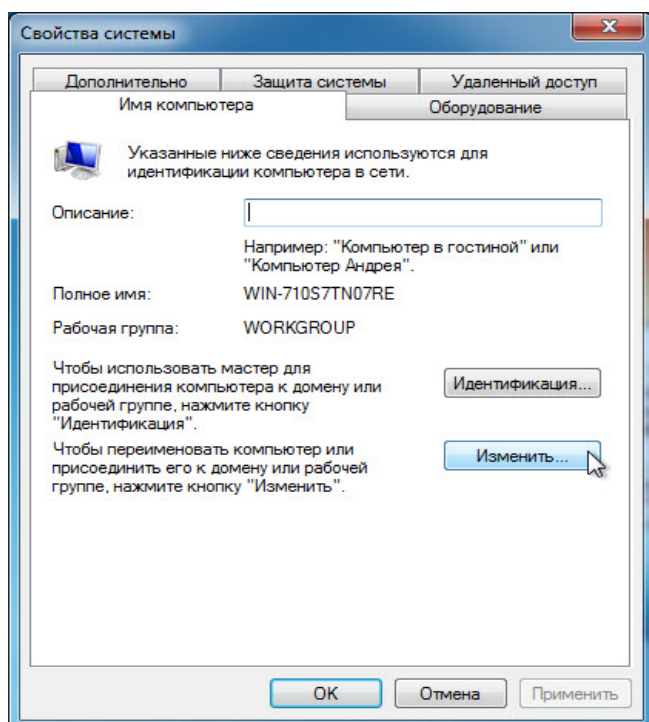 Свойства системы
Дополнительно
Защита системы
Удаленный доступ
Имя компьютера
Оборудование
Указанные ниже сведения используются для
идентификации компьютера в сети.
Описание:
Например: "Компьютер в гостиной" или
"Компьютер Андрея".
Полное имя:
WIN-710S7TN07RE
Рабочая группа:
WORKGROUP
Чтобы использовать мастер для
присоединения компьютера к домену или
рабочей группе, нажмите кнопку
"Идентификация".
Идентификация...
Чтобы переименовать компьютер или
присоединить его к домену или рабочей
группе, нажмите кнопку "Изменить".
Изменить...
OK
Отмена
Применить